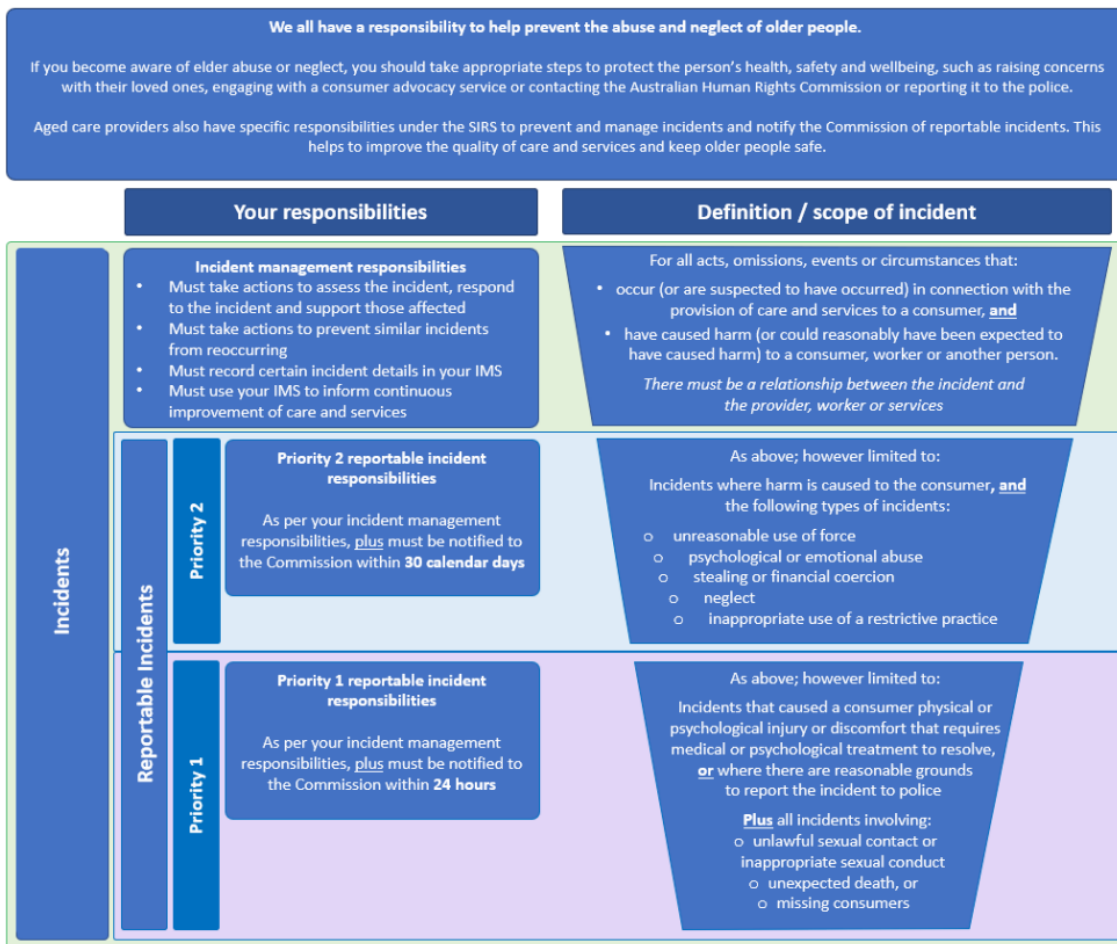 We all have a responsibility to help prevent the abuse and neglect of older people.
If you become aware of elder abuse or neglect, you should take appropriate steps to protect the person's health, safety and wellbeing, such as raising concerns
with their loved ones, engaging with a consumer advocacy service or contacting the Australian Human Rights Commission or reporting it to the police.
Aged care providers also have specific responsibilities under the SIRS to prevent and manage incidents and notify the Commission of reportable incidents. This
helps to improve the quality of care and services and keep older people safe.
Your responsibilities
Definition / scope of incident
Incidents
Incident management responsibilities
• Must take actions to assess the incident, respond
to the incident and support those affected
• Must take actions to prevent similar incidents
from reoccurring
• Must record certain incident details in your IMS
• Must use your IMS to inform continuous
improvement of care and services
For all acts, omissions, events or circumstances that:
• occur (or are suspected to have occurred) in connection with the
provision of care and services to a consumer, and
• have caused harm (or could reasonably have been expected to
have caused harm) to a consumer, worker or another person.
There must be a relationship between the incident and
the provider, worker or services
Reportable Incidents
Priority 2
Priority 2 reportable incident
responsibilities
As per your incident management
responsibilities, plus must be notified to
the Commission within 30 calendar days
As above; however limited to:
Incidents where harm is caused to the consumer, and
the following types of incidents:
o unreasonable use of force
o psychological or emotional abuse
o stealing or financial coercion
o neglect
o inappropriate use of a restrictive practice
Priority 1
Priority 1 reportable incident
responsibilities
As per your incident management
responsibilities, plus must be notified to
the Commission within 24 hours
As above; however limited to:
Incidents that caused a consumer physical or
psychological injury or discomfort that requires
medical or psychological treatment to resolve,
or where there are reasonable grounds
to report the incident to police
Plus all incidents involving:
o unlawful sexual contact or
inappropriate sexual conduct
o unexpected death, or
o missing consumers